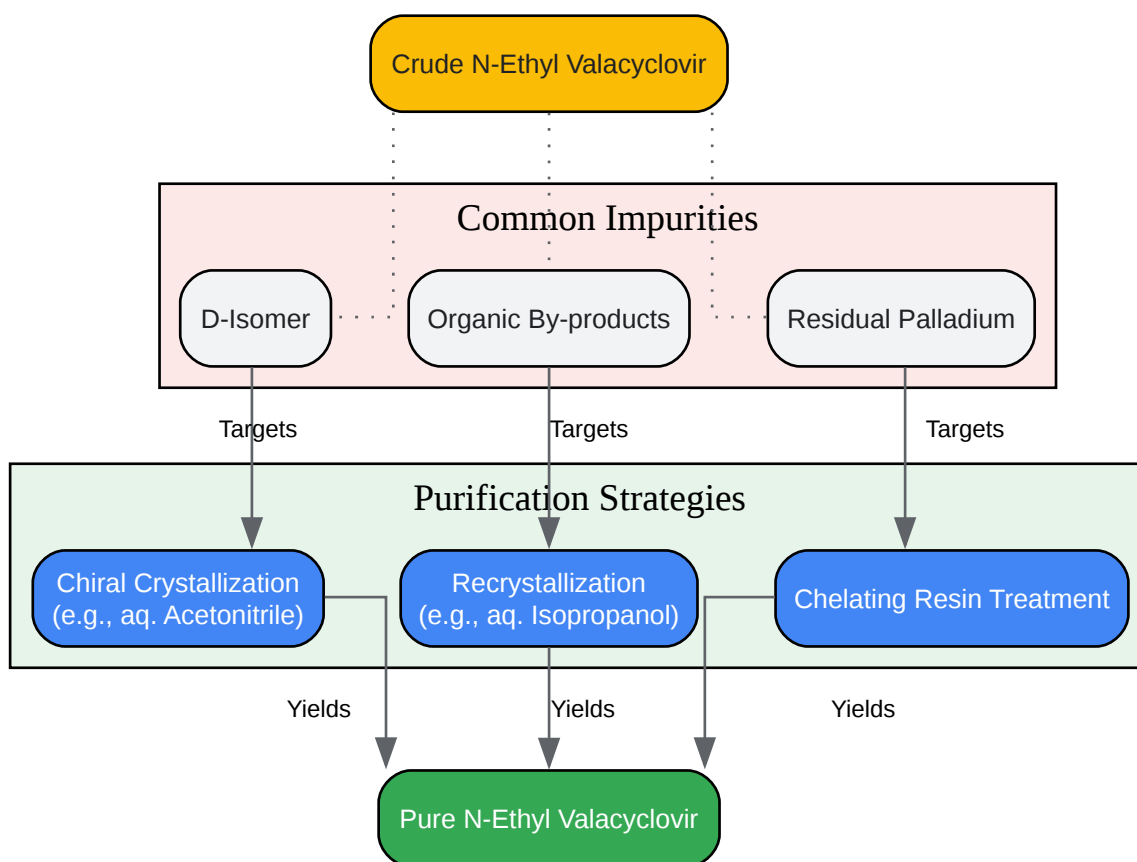 Crude N-Ethyl Valacyclovir
Common Impurities
D-Isomer
Organic By-products
Residual Palladium
Targets
Targets
Targets
Purification Strategies
Chiral Crystallization
(e.g., aq. Acetonitrile)
Recrystallization
(e.g., aq. Isopropanol)
Chelating Resin Treatment
Yields
Yields
Yields
Pure N-Ethyl Valacyclovir